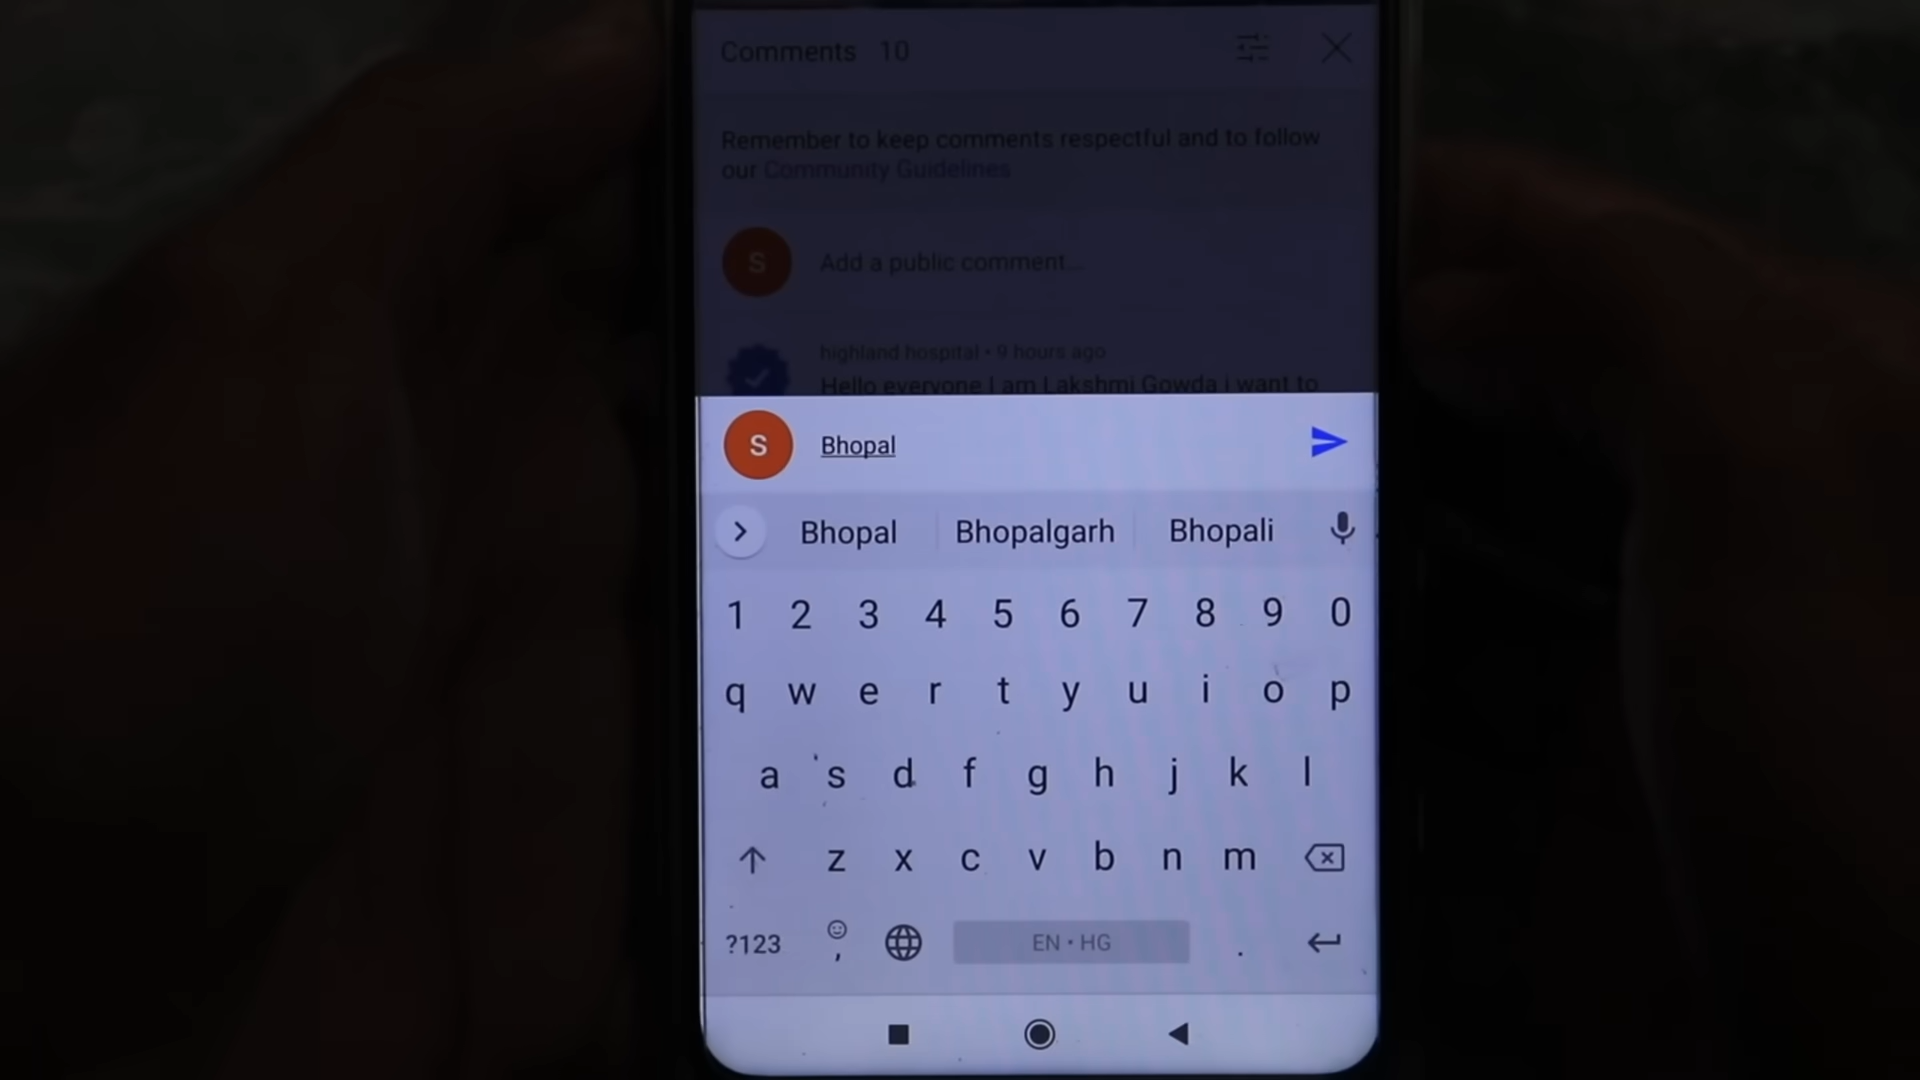 Comments 10
Remember to keep comments respectful and to follow
our Community Guidelines
S
Add a public comment...
highland hospital • 9 hours ago
Hello everyone I am Lakshmi Gowda i want to
S
Bhopal
Bhopal Bhopalgarh Bhopali
1 2 3 4 5 6 7 8 9 0
q w e r t y u i o p
a s d f g h j k l
z x c v b n m
?123 , EN • HG .